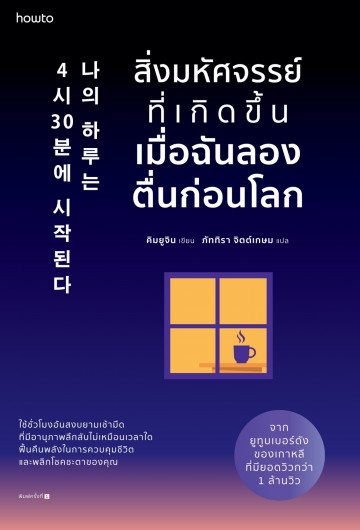 howto
나의 하루는
4시 30분에 시작된다
สิ่งมหัศจรรย์
ที่เกิดขึ้น
เมื่อฉันลอง
ตื่นก่อนโลก
คิมยูจิน เขียน ภัททิรา จิตต์เกษม แปล
ใช้ชั่วโมงอันสงบยามเช้ามืด
ที่มีอานุภาพลึกลับไม่เหมือนเวลาใด
ฟื้นคืนพลังในการควบคุมชีวิต
และพลิกโชคชะตาของคุณ
จาก
ยูทูบเบอร์ดัง
ของเกาหลี
ที่มียอดวิวกว่า
1 ล้านวิว
พิมพ์ครั้งที่ 5